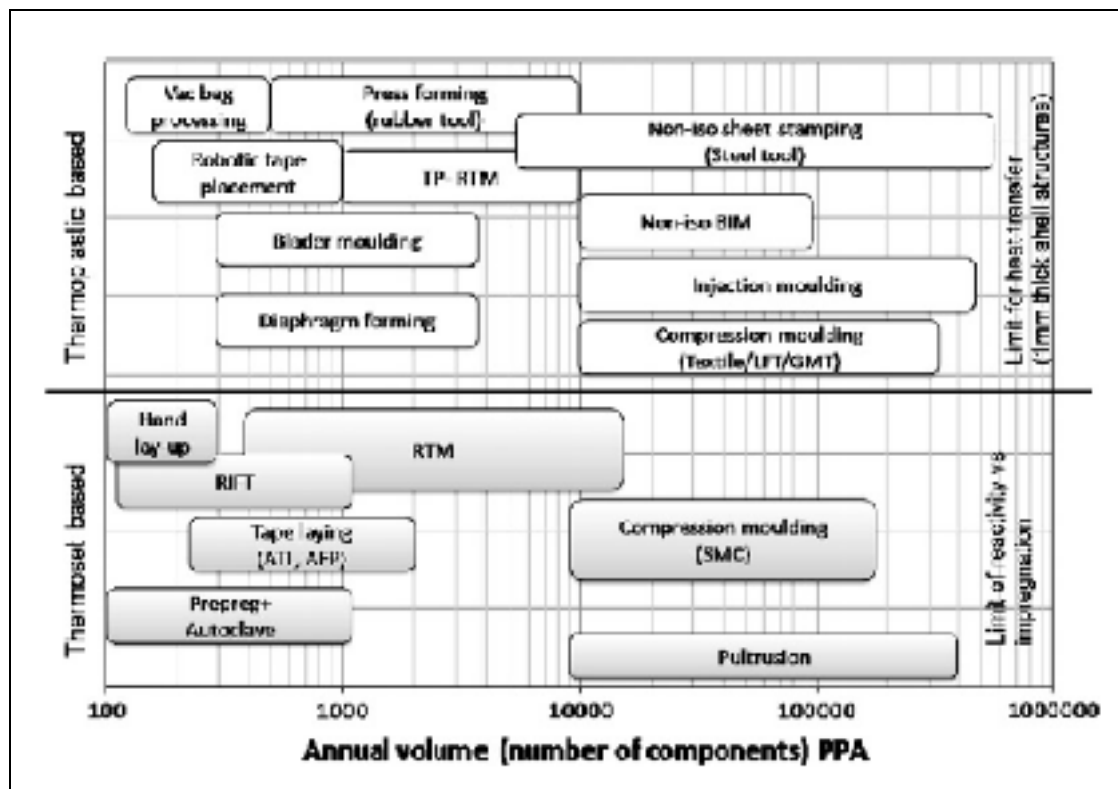 Vac bag
processing
Press forming
(rubber tool)
Non-iso sheet stamping
(Steel tool)
Robotic tape
placement
TP-RTM
Non-iso BIM
Blader moulding
Injection moulding
Diaphragm forming
Compression moulding
(Textile/LFT/GMT)
Thermoplastic based
Limit for heat transfer
(1mm thick shell structures)
Hand
lay up
RTM
RIFT
Tape laying
(ATL, AFP)
Compression moulding
(SMC)
Prepreg+
Autoclave
Pultrusion
Thermoset based
Limit of reactivity vs
impregnation
100
1000
10000
100000
1000000
Annual volume (number of components) PPA